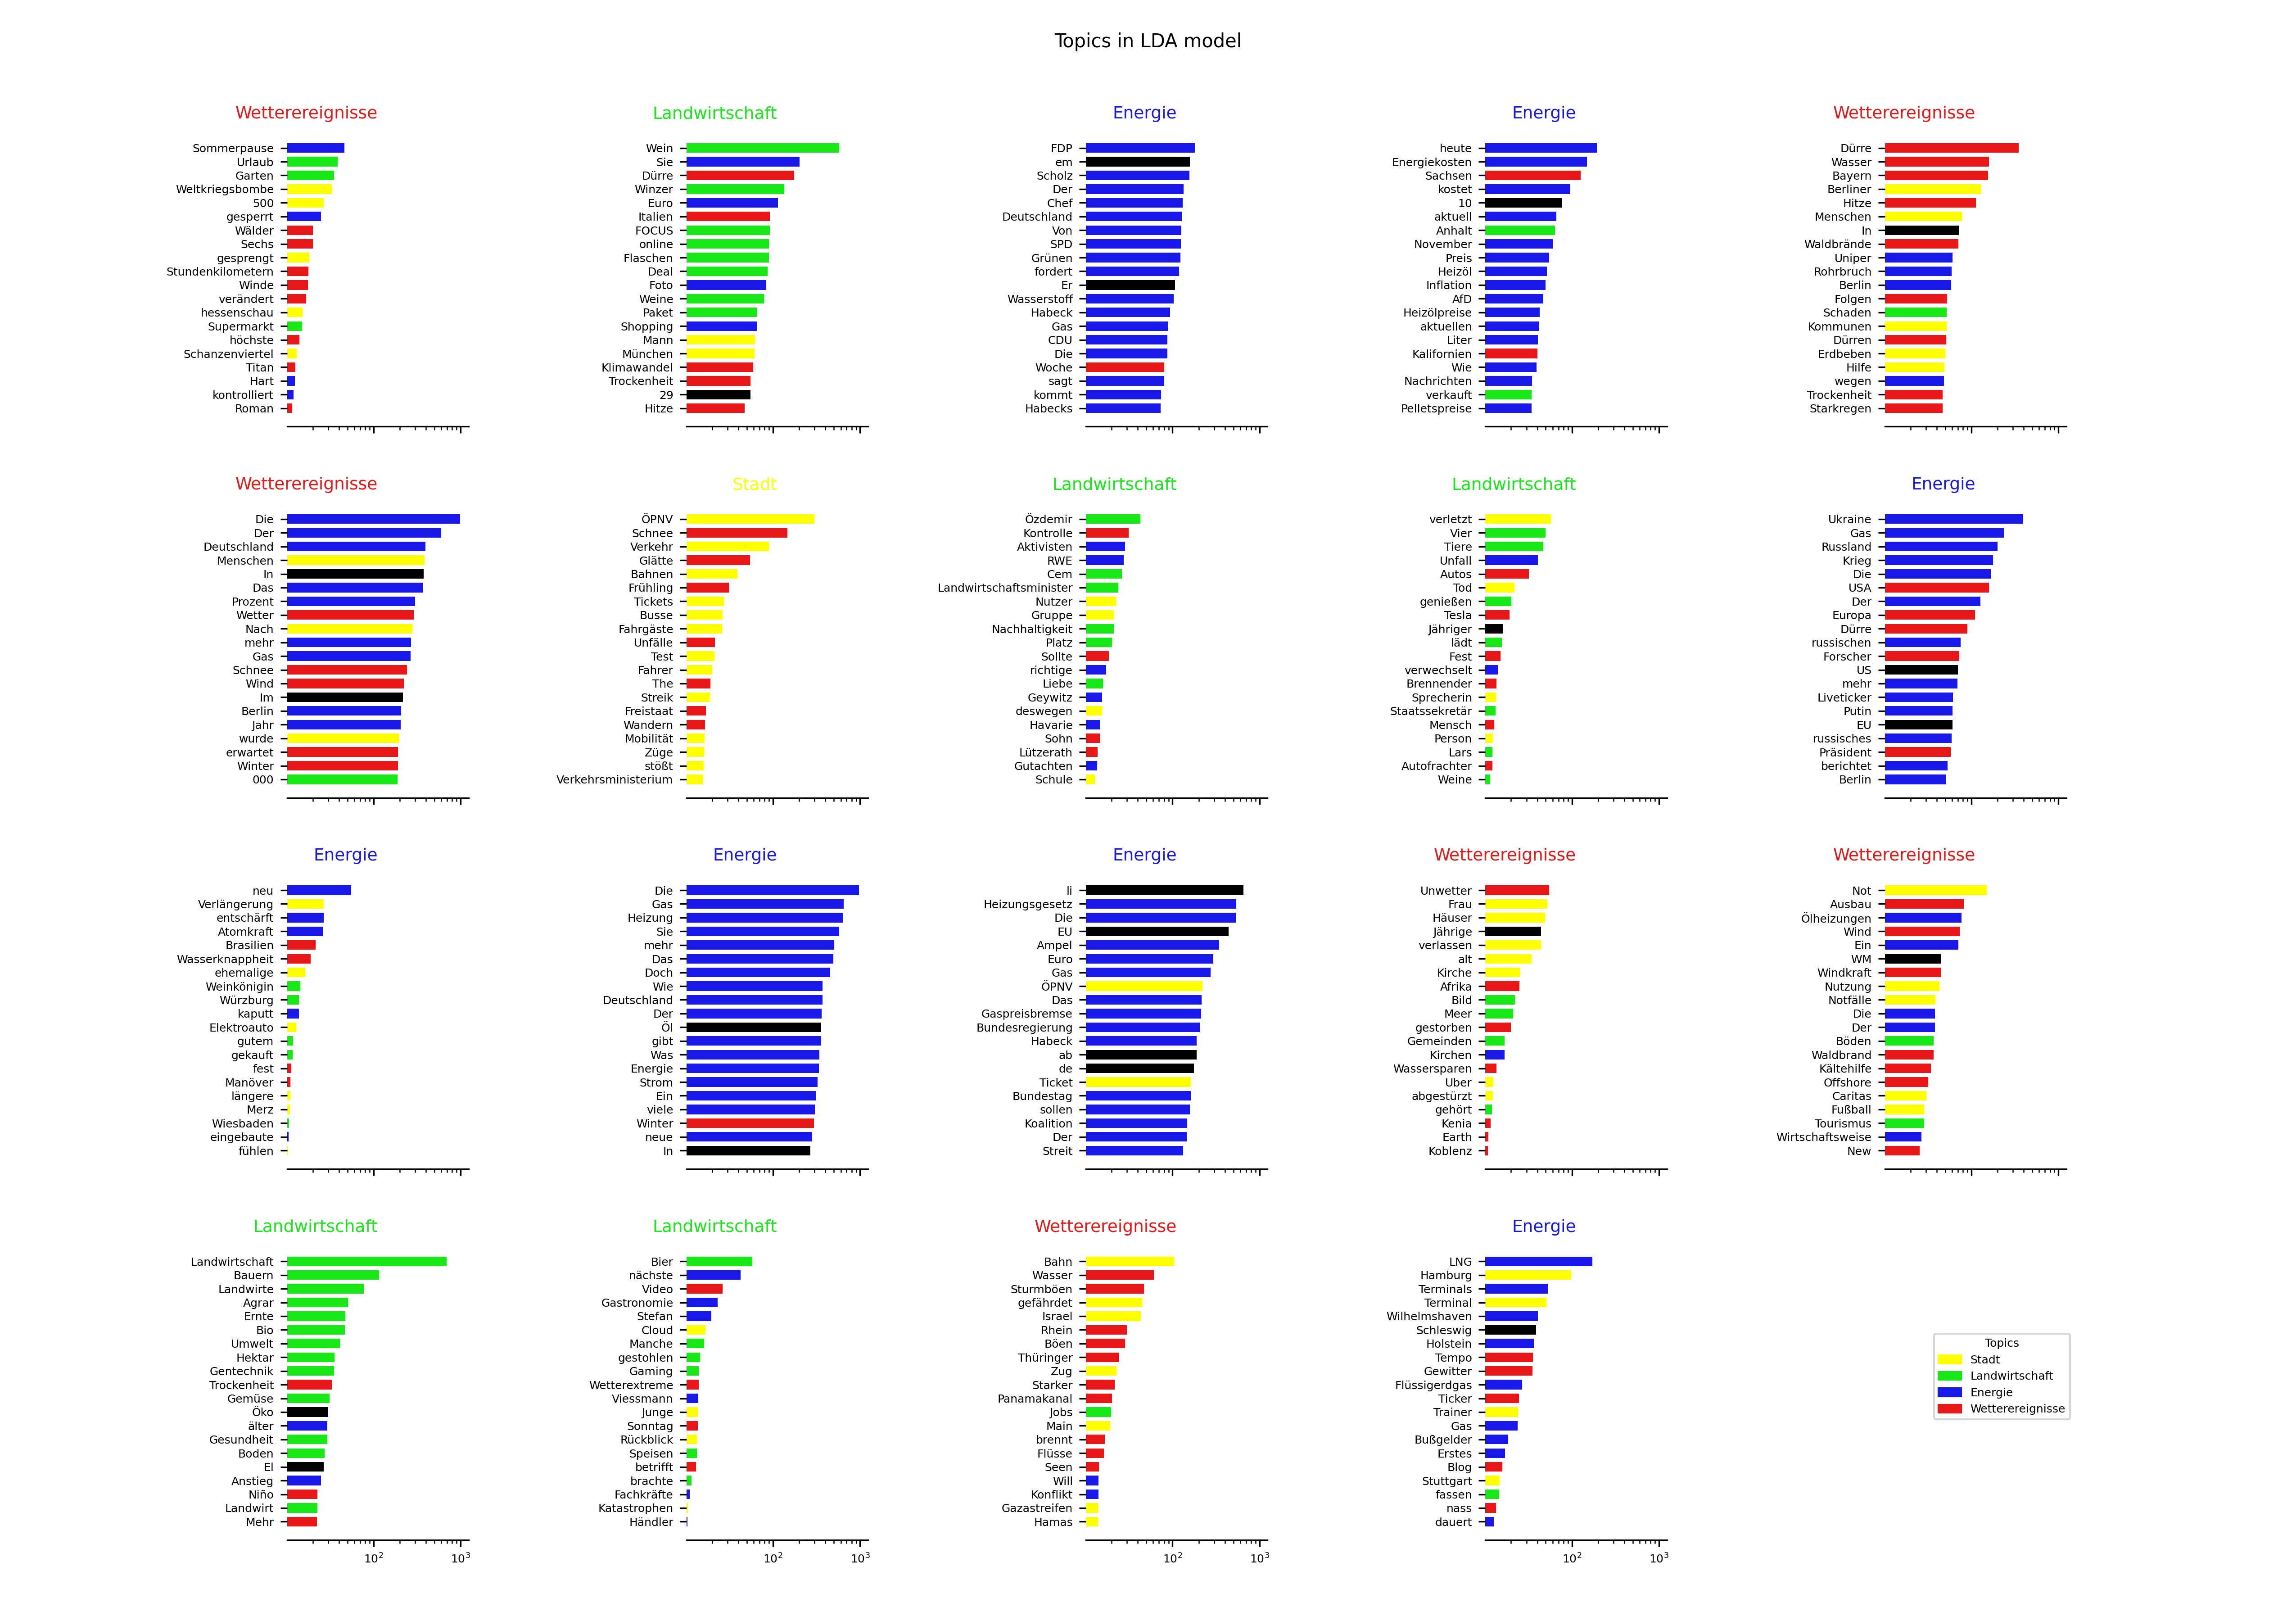 Topics in LDA model
Wetterereignisse
Sommerpause
Urlaub
Garten
Weltkriegsbombe
500
gesperrt
Wälder
Sechs
gesprengt
Stundenkilometern
Winde
verändert
hessenschau
Supermarkt
höchste
Schanzenviertel
Titan
Hart
kontrolliert
Roman
Landwirtschaft
Wein
Sie
Dürre
Winzer
Euro
Italien
FOCUS
online
Flaschen
Deal
Foto
Weine
Paket
Shopping
Mann
München
Klimawandel
Trockenheit
29
Hitze
Energie
FDP
em
Scholz
Der
Chef
Deutschland
Von
SPD
Grünen
fordert
Er
Wasserstoff
Habeck
Gas
CDU
Die
Woche
sagt
kommt
Habecks
Energie
heute
Energiekosten
Sachsen
kostet
10
aktuell
Anhalt
November
Preis
Heizöl
Inflation
AfD
Heizölpreise
aktuellen
Liter
Kalifornien
Wie
Nachrichten
verkauft
Pelletspreise
Wetterereignisse
Dürre
Wasser
Bayern
Berliner
Hitze
Menschen
In
Waldbrände
Uniper
Rohrbruch
Berlin
Folgen
Schaden
Kommunen
Dürren
Erdbeben
Hilfe
wegen
Trockenheit
Starkregen
Wetterereignisse
Die
Der
Deutschland
Menschen
In
Das
Prozent
Wetter
Nach
mehr
Gas
Schnee
Wind
Im
Berlin
Jahr
wurde
erwartet
Winter
000
Stadt
ÖPNV
Schnee
Verkehr
Glätte
Bahnen
Frühling
Tickets
Busse
Fahrgäste
Unfälle
Test
Fahrer
The
Streik
Freistaat
Wandern
Mobilität
Züge
stößt
Verkehrsministerium
Landwirtschaft
Özdemir
Kontrolle
Aktivisten
RWE
Cem
Landwirtschaftsminister
Nutzer
Gruppe
Nachhaltigkeit
Platz
Sollte
richtige
Liebe
Geywitz
deswegen
Havarie
Sohn
Lützerath
Gutachten
Schule
Landwirtschaft
verletzt
Vier
Tiere
Unfall
Autos
Tod
genießen
Tesla
Jähriger
lädt
Fest
verwechselt
Brennender
Sprecherin
Staatssekretär
Mensch
Person
Lars
Autofrachter
Weine
Energie
Ukraine
Gas
Russland
Krieg
Die
USA
Der
Europa
Dürre
russischen
Forscher
US
mehr
Liveticker
Putin
EU
russisches
Präsident
berichtet
Berlin
Energie
neu
Verlängerung
entschärft
Atomkraft
Brasilien
Wasserknappheit
ehemalige
Weinkönigin
Würzburg
kaputt
Elektroauto
gutem
gekauft
fest
Manöver
längere
Merz
Wiesbaden
eingebaute
fühlen
Energie
Die
Gas
Heizung
Sie
mehr
Das
Doch
Wie
Deutschland
Der
Öl
gibt
Was
Energie
Strom
Ein
viele
Winter
neue
In
Energie
li
Heizungsgesetz
Die
EU
Ampel
Euro
Gas
ÖPNV
Das
Gaspreisbremse
Bundesregierung
Habeck
ab
de
Ticket
Bundestag
sollen
Koalition
Der
Streit
Wetterereignisse
Unwetter
Frau
Häuser
Jährige
verlassen
alt
Kirche
Afrika
Bild
Meer
gestorben
Gemeinden
Kirchen
Wassersparen
Uber
abgestürzt
gehört
Kenia
Earth
Koblenz
Wetterereignisse
Not
Ausbau
Ölheizungen
Wind
Ein
WM
Windkraft
Nutzung
Notfälle
Die
Der
Böden
Waldbrand
Kältehilfe
Offshore
Caritas
Fußball
Tourismus
Wirtschaftsweise
New
Landwirtschaft
Landwirtschaft
Bauern
Landwirte
Agrar
Ernte
Bio
Umwelt
Hektar
Gentechnik
Trockenheit
Gemüse
Öko
älter
Gesundheit
Boden
El
Anstieg
Niño
Landwirt
Mehr
10² 10³
Landwirtschaft
Bier
nächste
Video
Gastronomie
Stefan
Cloud
Manche
gestohlen
Gaming
Wetterextreme
Viessmann
Junge
Sonntag
Rückblick
Speisen
betrifft
brachte
Fachkräfte
Katastrophen
Händler
10² 10³
Wetterereignisse
Bahn
Wasser
Sturmböen
gefährdet
Israel
Rhein
Böen
Thüringer
Zug
Starker
Panamakanal
Jobs
Main
brennt
Flüsse
Seen
Will
Konflikt
Gazastreifen
Hamas
10² 10³
Energie
LNG
Hamburg
Terminals
Terminal
Wilhelmshaven
Schleswig
Holstein
Tempo
Gewitter
Flüssigerdgas
Ticker
Trainer
Gas
Bußgelder
Erstes
Blog
Stuttgart
fassen
nass
dauert
10² 10³
Topics
Stadt
Landwirtschaft
Energie
Wetterereignisse